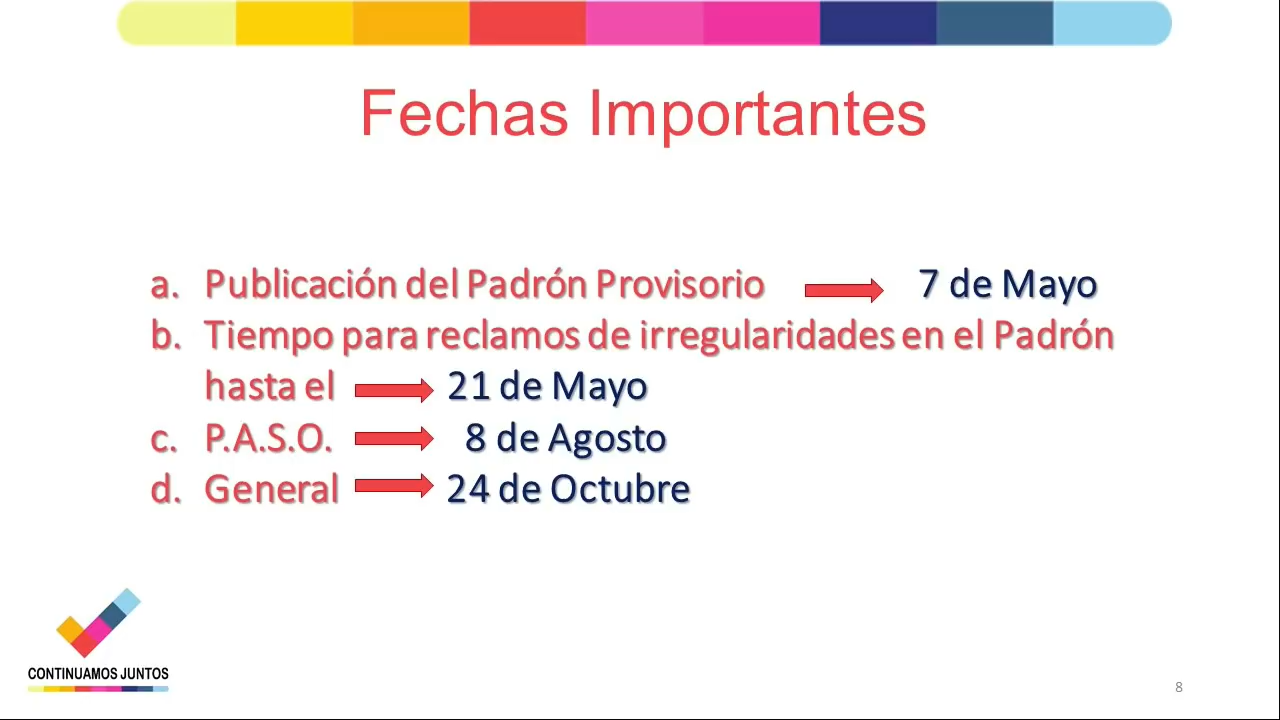 Fechas Importantes
a. Publicación del Padrón Provisorio 7 de Mayo
b. Tiempo para reclamos de irregularidades en el Padrón
hasta el 21 de Mayo
c. P.A.S.O. 8 de Agosto
d. General 24 de Octubre
CONTINUAMOS JUNTOS
8